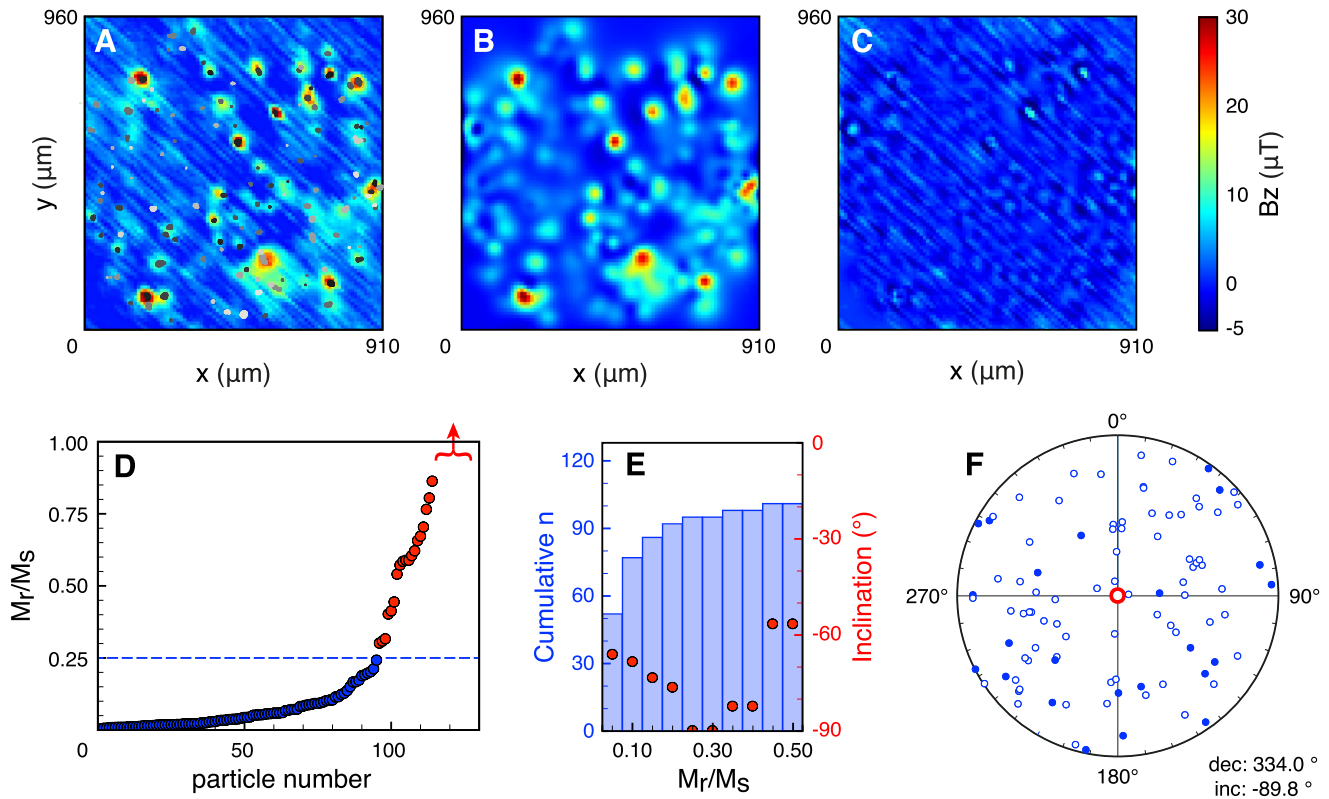 960
A
y (µm)
0
910
x (µm)
960
B
0
910
x (µm)
960
C
0
910
x (µm)
30
20
10
0
-5
Bz (µT)
D
1.00
0.75
0.50
0.25
Mr/Ms
0
50
100
particle number
E
120
90
60
30
0
Cumulative n
0
-30
-60
-90
Inclination (°)
0.10
0.30
0.50
Mr/Ms
F
0°
270°
90°
180°
dec: 334.0 °
inc: -89.8 °